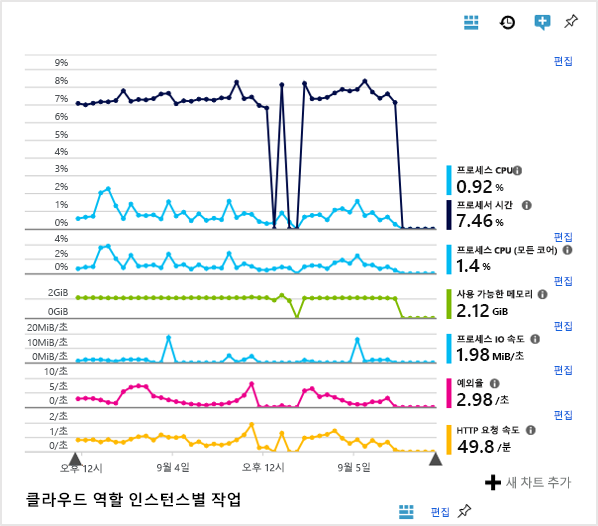 9%
편집
8%
7%
6%
5%
4%
3%
2%
1%
0%
프로세스 CPU
0.92 %
프로세서 시간
7.46 %
편집
4%
2%
0%
프로세스 CPU (모든 코어)
1.4 %
편집
2GiB
0GiB
사용 가능한 메모리
2.12 GiB
편집
20MiB/초
10MiB/초
0MiB/초
프로세스 IO 속도
1.98 MiB/초
편집
10/초
5/초
0/초
예외율
2.98 /초
편집
2/초
1/초
0/초
HTTP 요청 속도
49.8 /분
오후 12시
9월 4
오후 12시
9월 5
새 차트 추가
클라우드 역할 인스턴스별 작업
편집